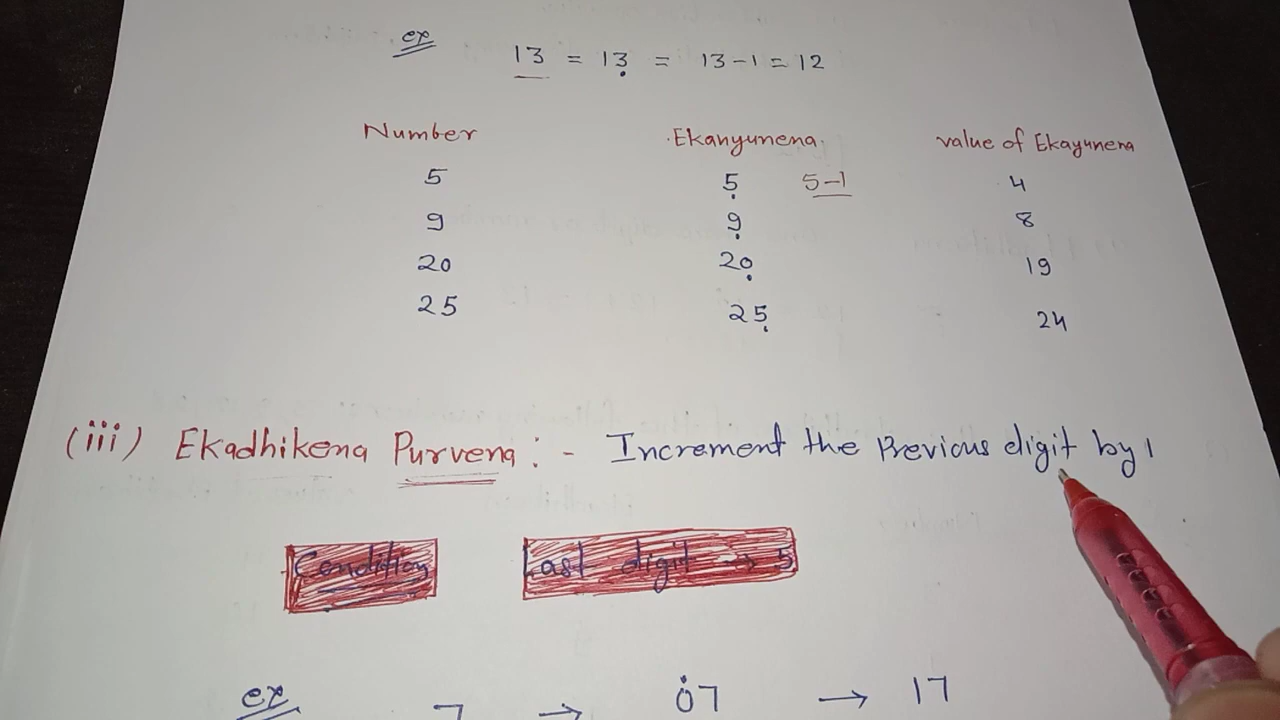 ex 13 = 13̣ = 13-1 = 12
Number Ekanyunena value of Ekayunena
5 5̣ 5-1 4
9 9̣ 8
20 20̣ 19
25 25̣ 24
(iii) Ekadhikena Purvena : - Increment the Previous digit by 1
Condition Last digit -> 5
ex 7 → 0̇7 → 17